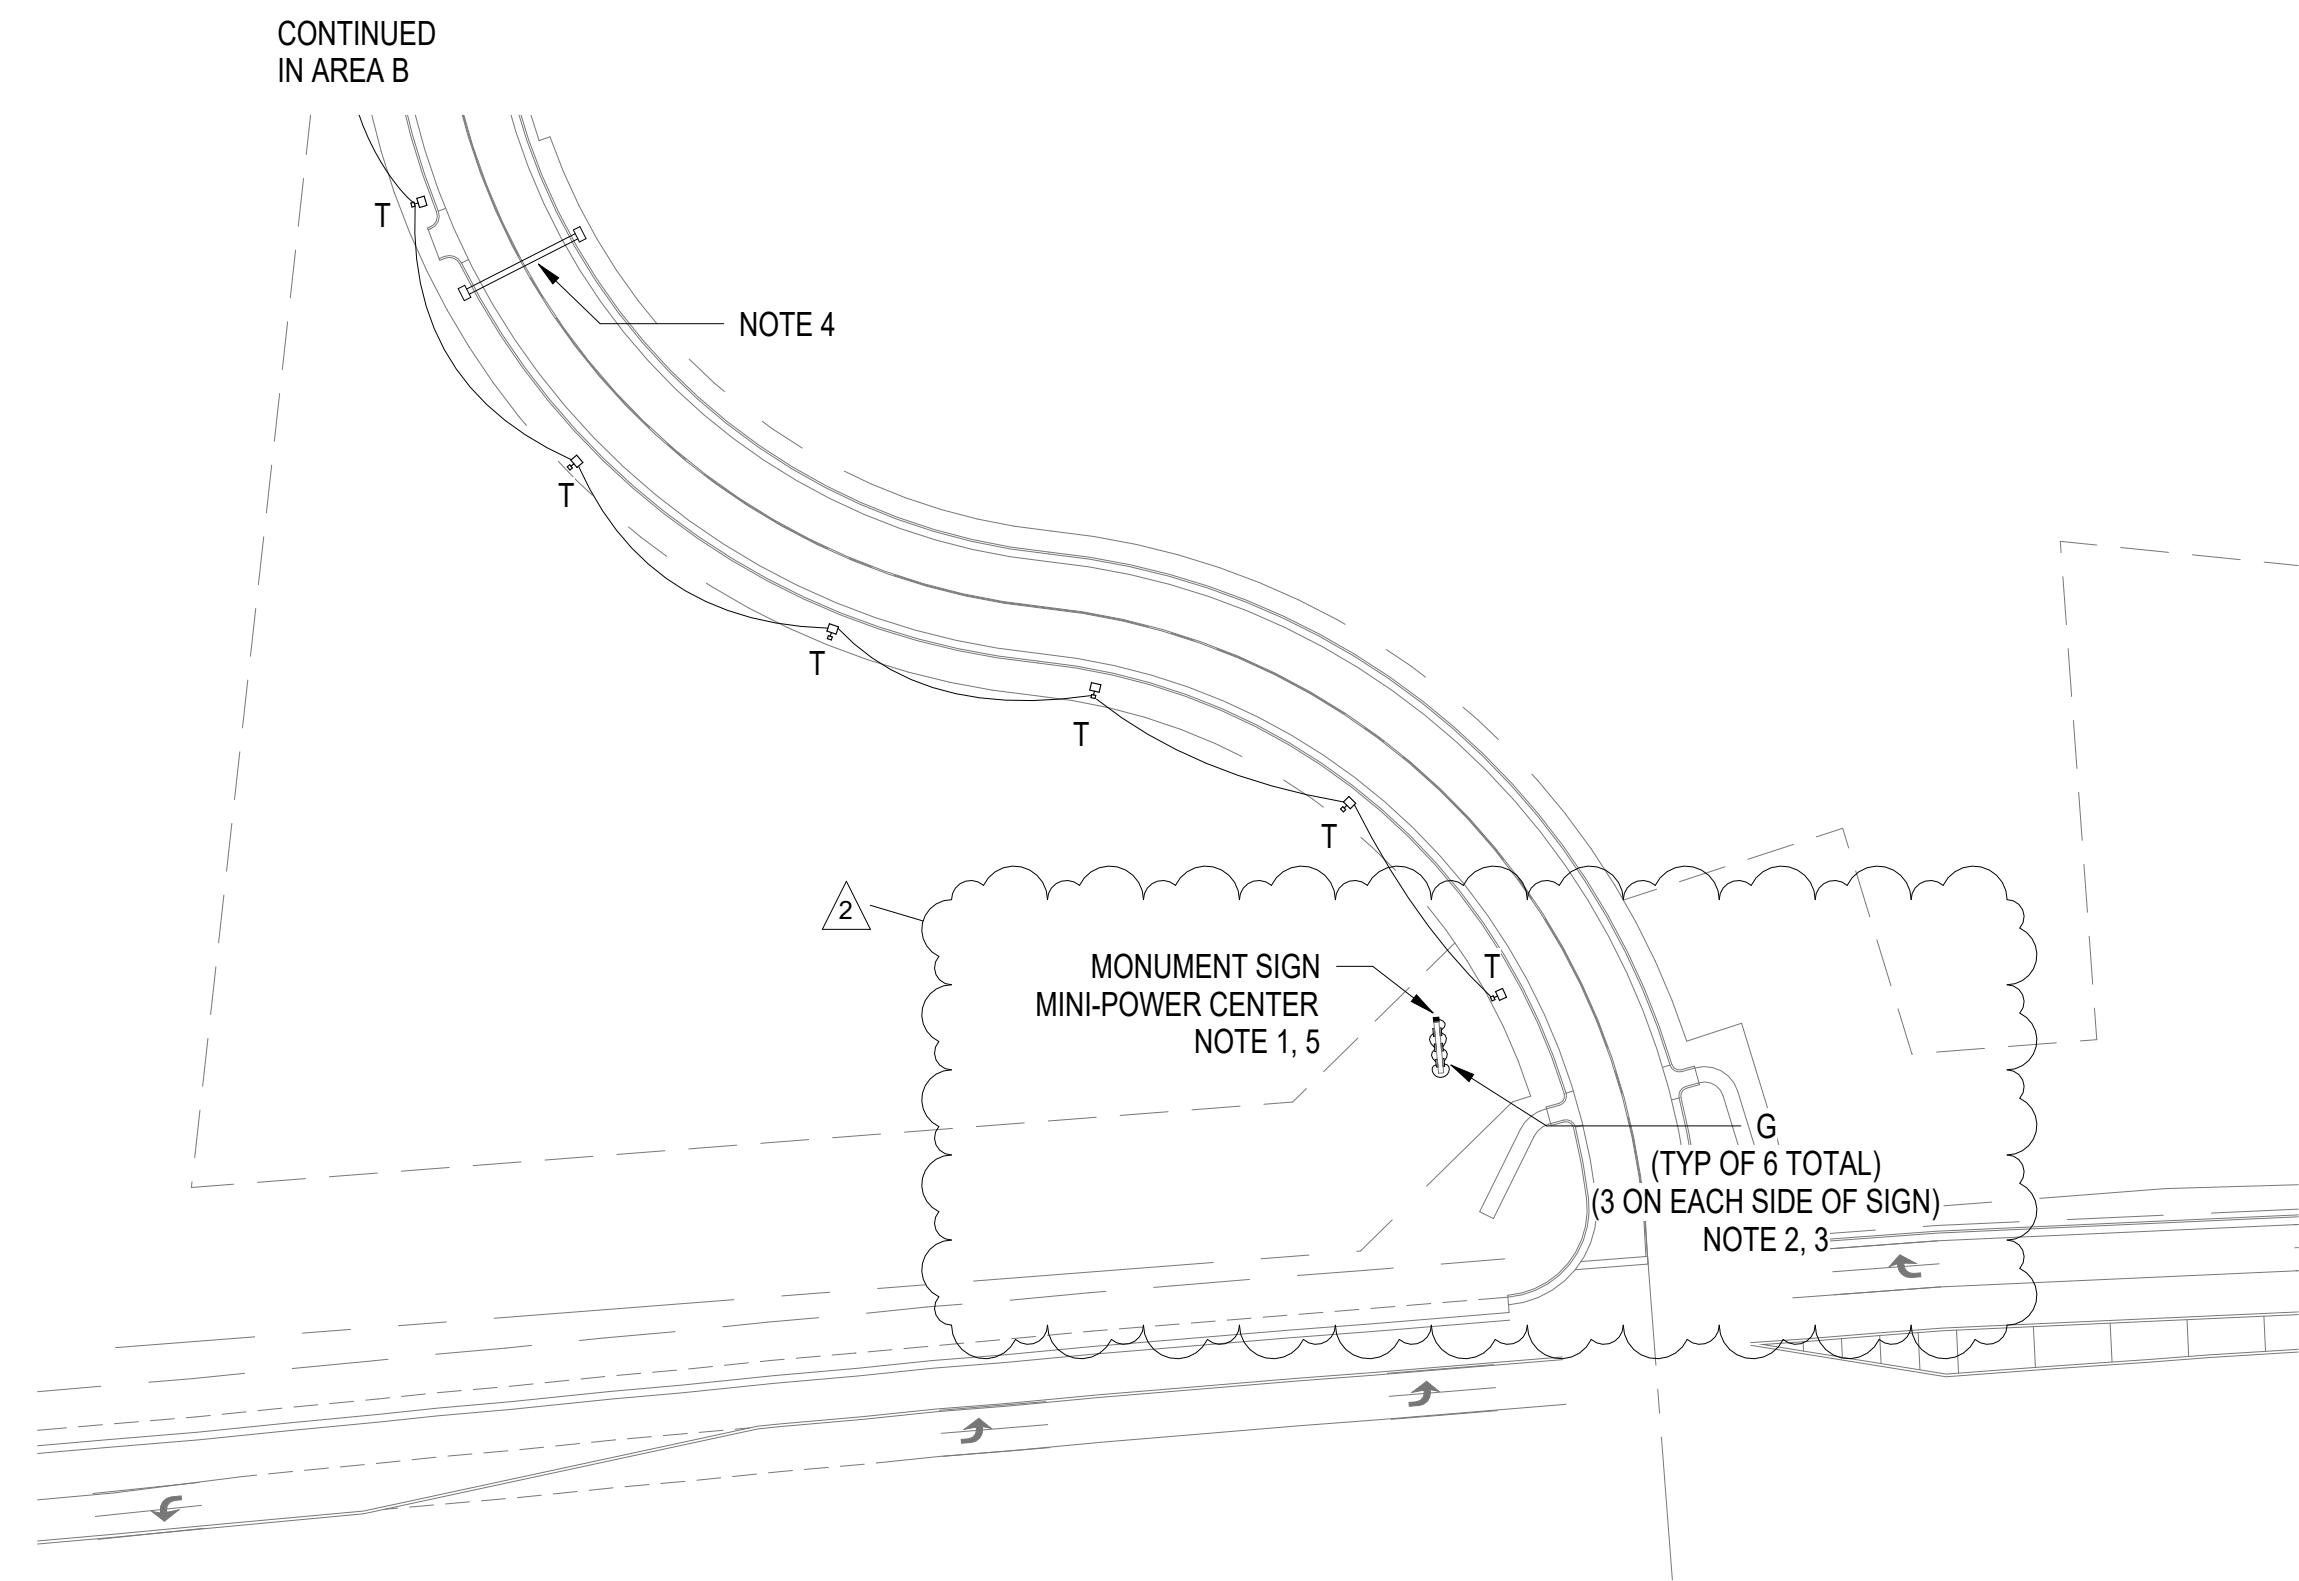 CONTINUED
IN AREA B
T
NOTE 4
T
T
T
T
2
MONUMENT SIGN
MINI-POWER CENTER
NOTE 1, 5
T
G
(TYP OF 6 TOTAL)
(3 ON EACH SIDE OF SIGN)
NOTE 2, 3